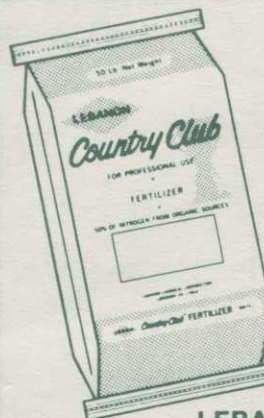 50 Lb. Net Weight
LEBANON
Country Club
FOR PROFESSIONAL USE
FERTILIZER
50% OF NITROGEN FROM ORGANIC SOURCES
Country Club FERTILIZER
LEBA